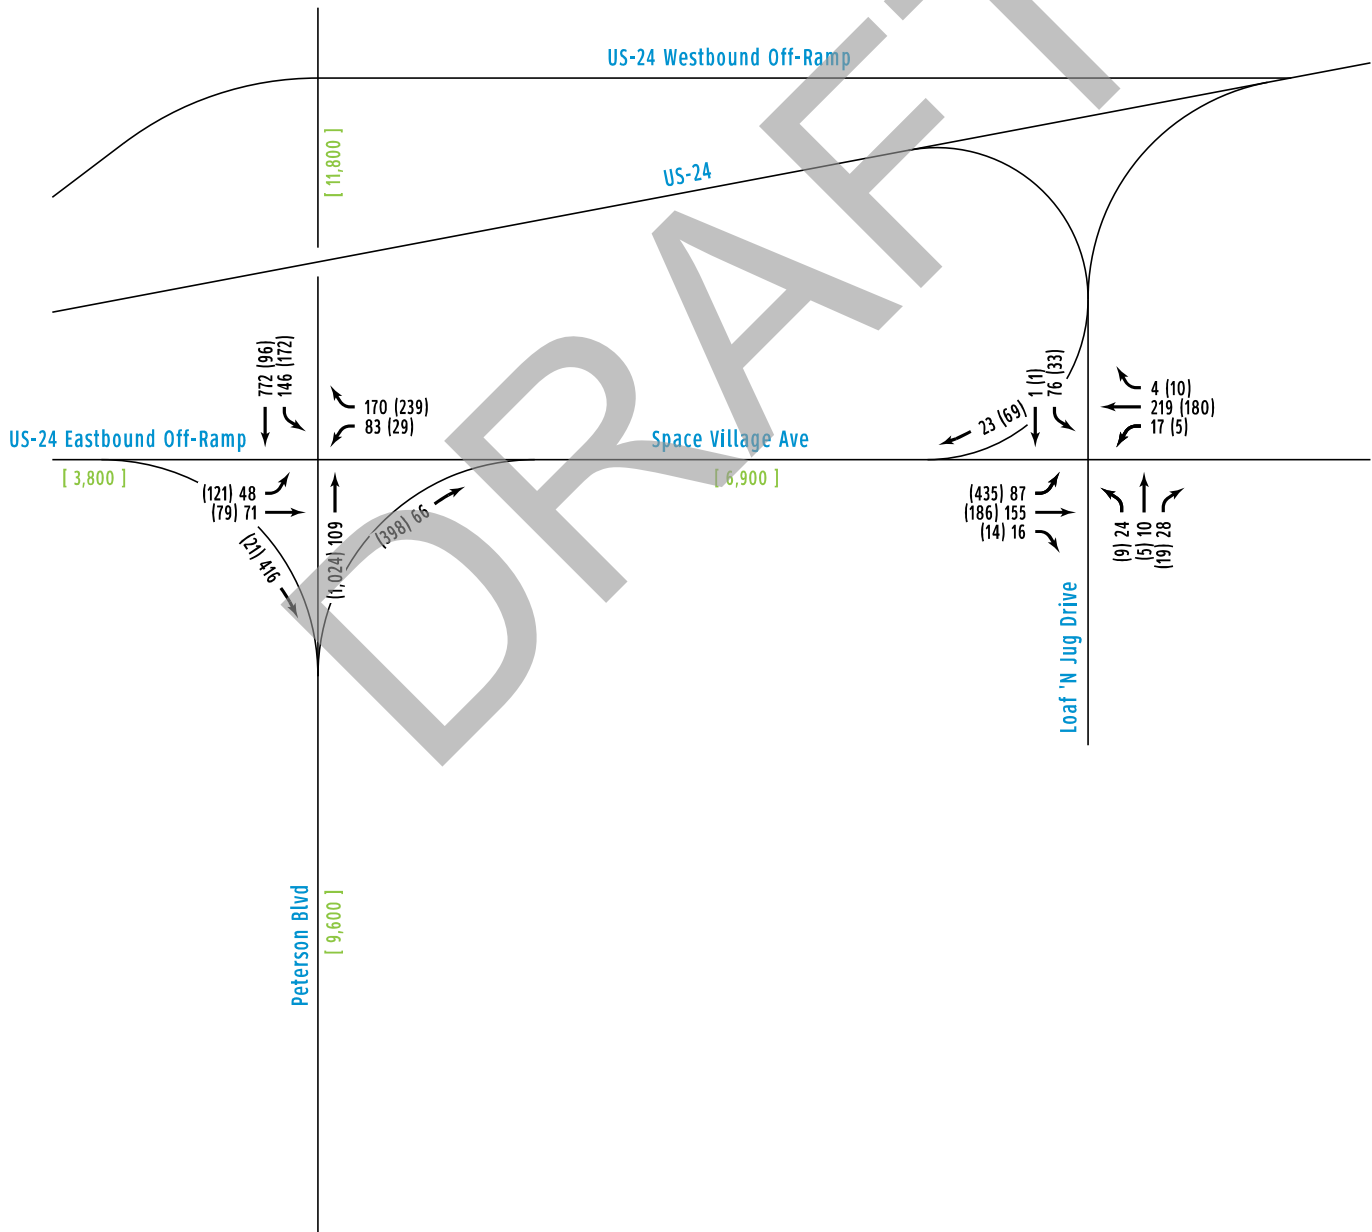 US-24 Westbound Off-Ramp
[ 11,800 ]
US-24
DRAFT
772 (96)
146 (172)
170 (239)
83 (29)
US-24 Eastbound Off-Ramp
[ 3,800 ]
(121) 48
(79) 71
(21) 416
(1,024) 109
(398) 66
Space Village Ave
[ 6,900 ]
23 (69)
1 (1)
76 (33)
4 (10)
219 (180)
17 (5)
(435) 87
(186) 155
(14) 16
(9) 24
(5) 10
(19) 28
Loaf 'N Jug Drive
Peterson Blvd
[ 9,600 ]